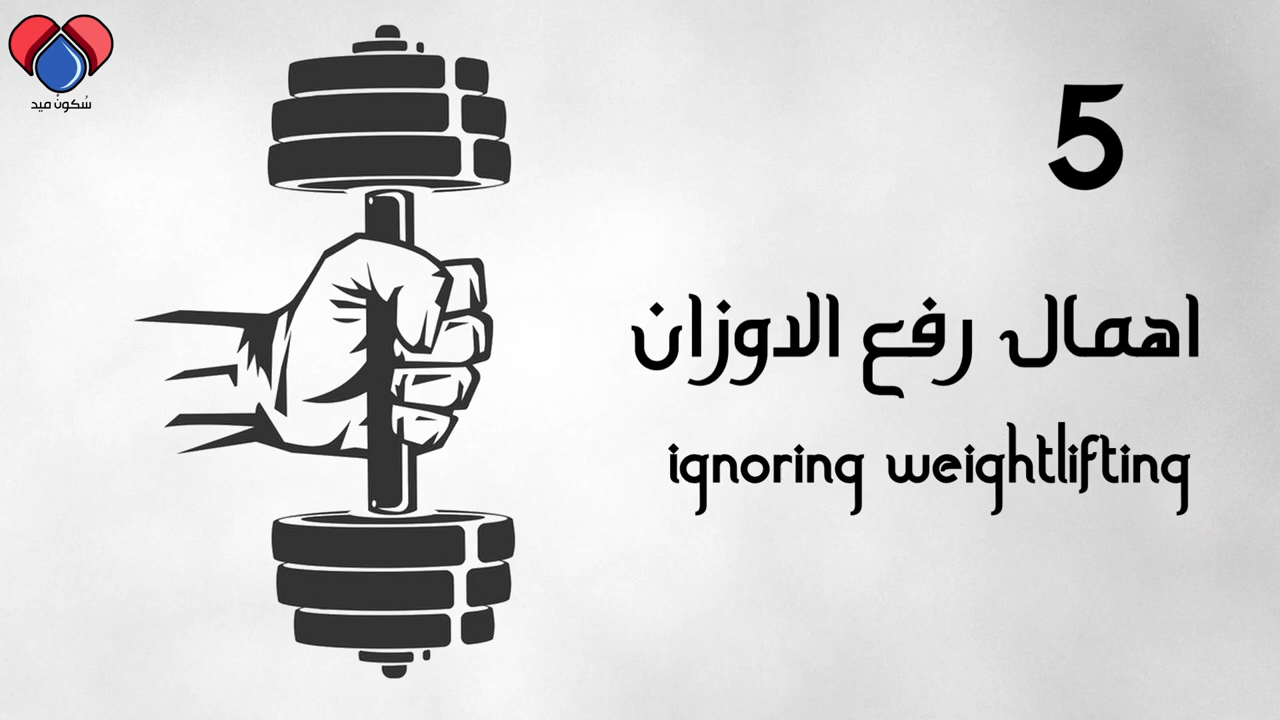 سُكونْ ميد
5
اهمال رفع الاوزان
ignoring weightlifting